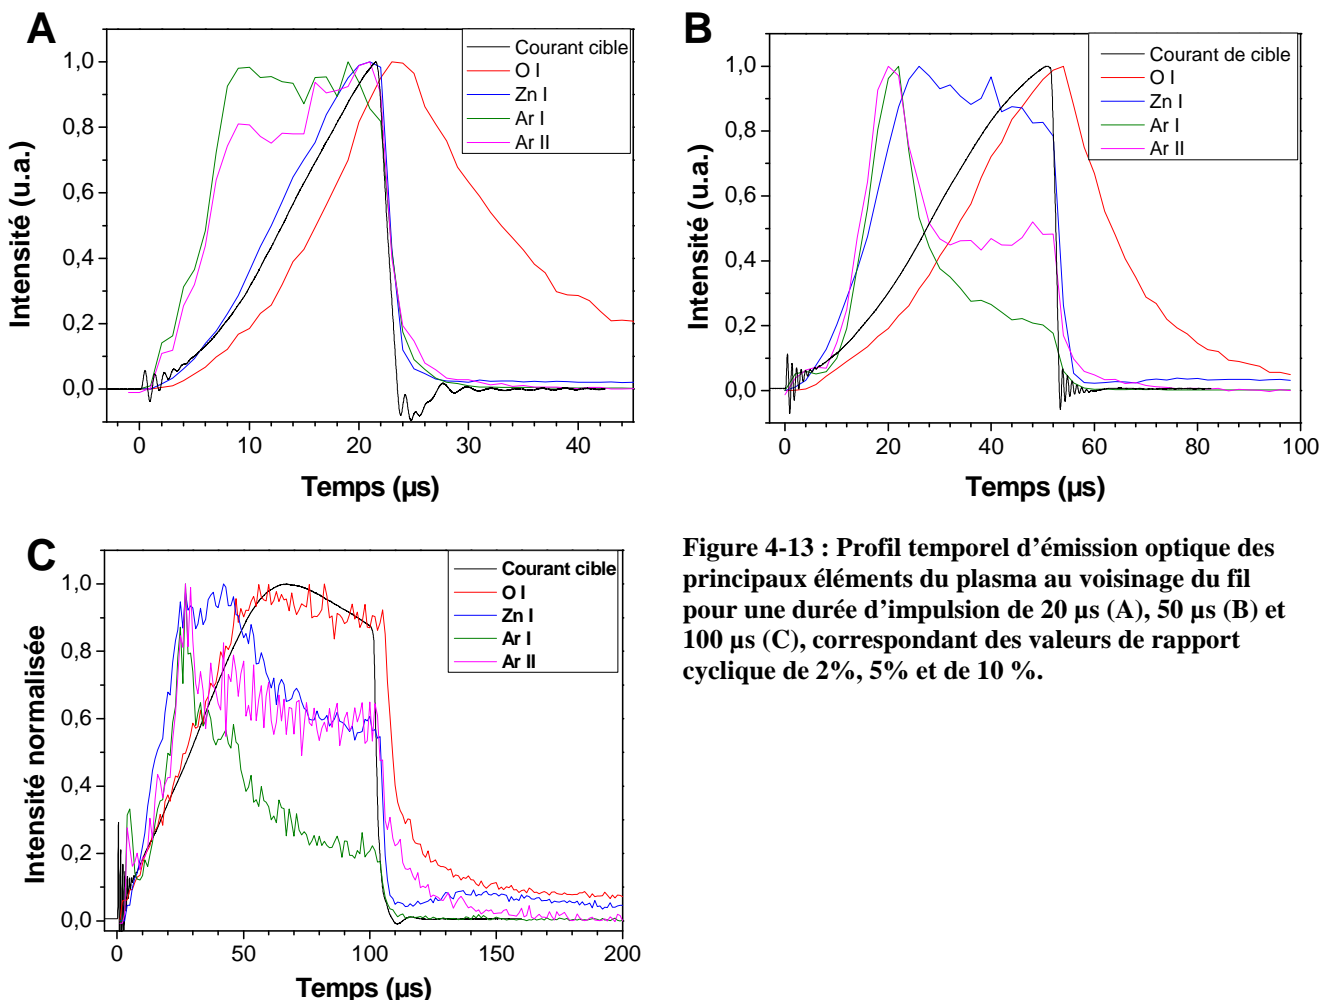 A
Courant cible
O I
Zn I
Ar I
Ar II
1,0
0,8
0,6
0,4
0,2
0,0
Intensité (u.a.)
0 10 20 30 40
Temps (µs)
B
Courant de cible
O I
Zn I
Ar I
Ar II
1,0
0,8
0,6
0,4
0,2
0,0
Intensité (u.a.)
0 20 40 60 80 100
Temps (µs)
C
Courant cible
O I
Zn I
Ar I
Ar II
1,0
0,8
0,6
0,4
0,2
0,0
Intensité normalisée
0 50 100 150 200
Temps (µs)
Figure 4-13 : Profil temporel d’émission optique des
principaux éléments du plasma au voisinage du fil
pour une durée d’impulsion de 20 µs (A), 50 µs (B) et
100 µs (C), correspondant des valeurs de rapport
cyclique de 2%, 5% et de 10 %.